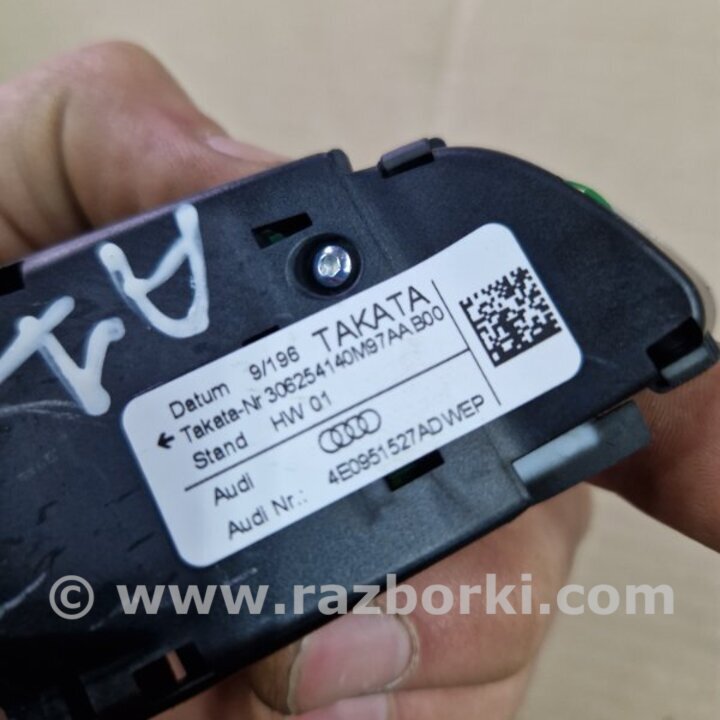 A1
TAKATA
Datum 9/196
← Takata-Nr 306254140M97AA B00
Stand HW 01
Audi
Audi Nr.: 4E0951527AD WEP
© www.razborki.com